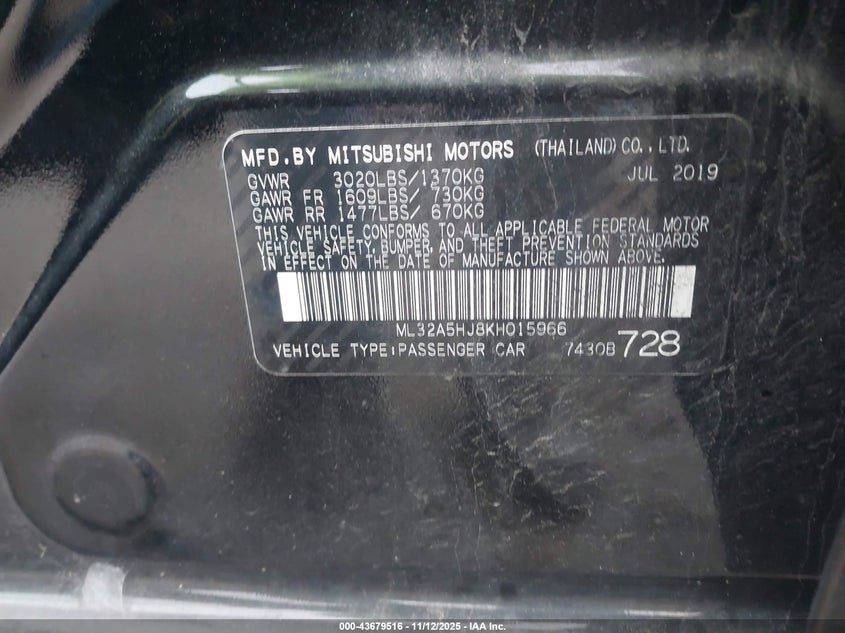 MFD.BY MITSUBISHI MOTORS (THAILAND)CO.,LTD.
GVWR 3020LBS/1370KG JUL 2019
GAWR FR 1609LBS/ 730KG
GAWR RR 1477LBS/ 670KG
THIS VEHICLE CONFORMS TO ALL APPLICABLE FEDERAL MOTOR
VEHICLE SAFETY, BUMPER, AND THEFT PREVENTION STANDARDS
IN EFFECT ON THE DATE OF MANUFACTURE SHOWN ABOVE.
ML32A5HJ8KH015966
VEHICLE TYPE:PASSENGER CAR 7430B 728
000-43679516 - 11/12/2025 - IAA Inc.